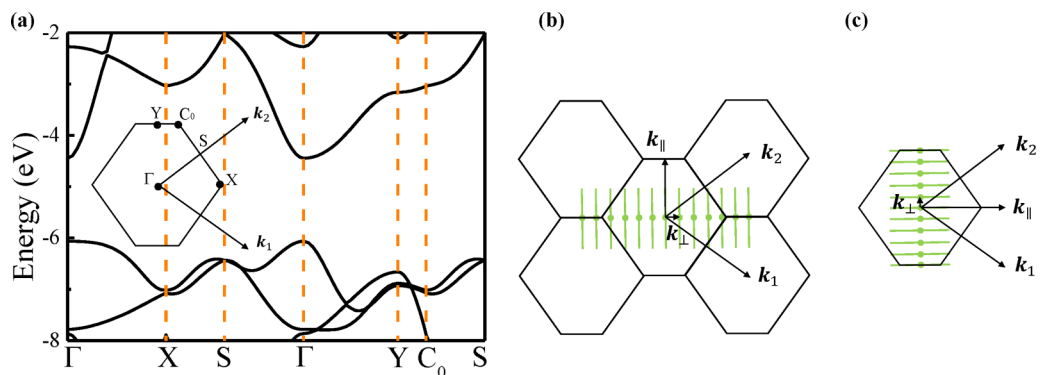 (a)
Energy (eV)
-2
-4
-6
-8
Y
C₀
k₂
S
Γ
X
k₁
Γ
X
S
Γ
Y
C₀
S
(b)
k∥
k₂
k⊥
k₁
(c)
k₂
k⊥
k∥
k₁